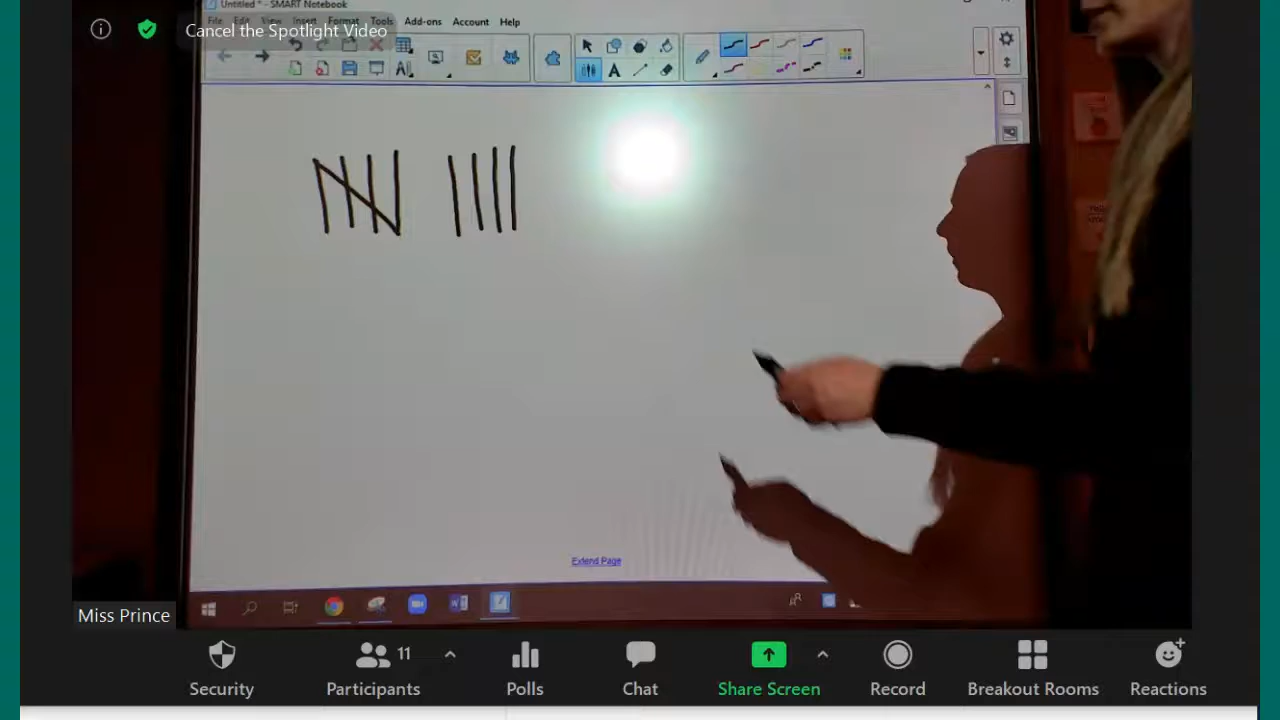 Untitled * - SMART Notebook
File Edit View Insert Format Tools Add-ons Account Help
Cancel the Spotlight Video
Extend Page
Miss Prince
11
Security Participants Polls Chat Share Screen Record Breakout Rooms Reactions